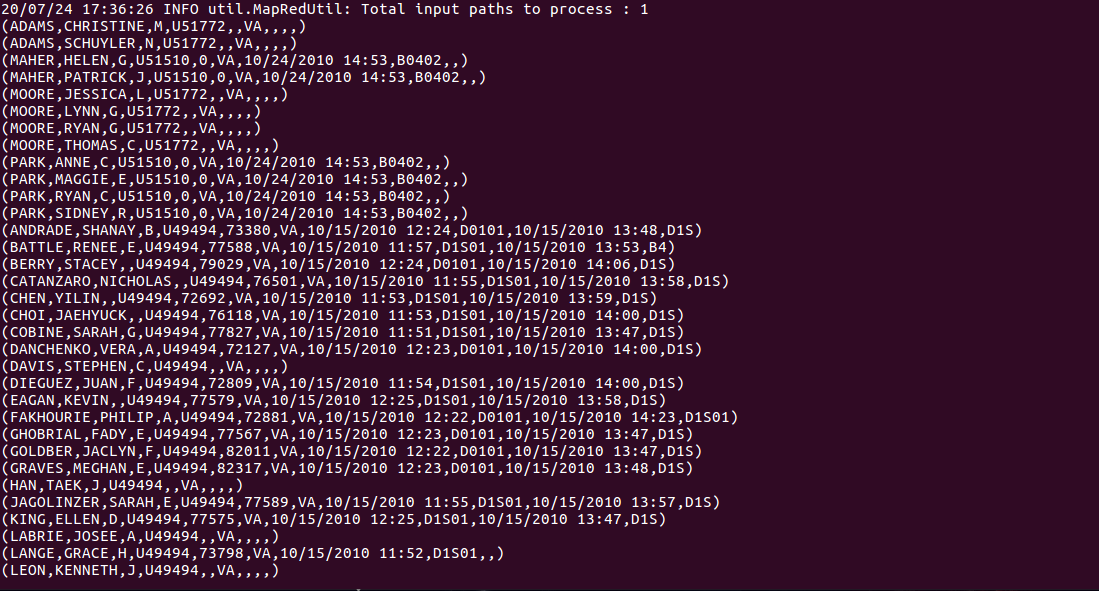 20/07/24 17:36:26 INFO util.MapRedUtil: Total input paths to process : 1
(ADAMS,CHRISTINE,M,U51772,,VA,,,,)
(ADAMS,SCHUYLER,N,U51772,,VA,,,,)
(MAHER,HELEN,G,U51510,0,VA,10/24/2010 14:53,B0402,,)
(MAHER,PATRICK,J,U51510,0,VA,10/24/2010 14:53,B0402,,)
(MOORE,JESSICA,L,U51772,,VA,,,,)
(MOORE,LYNN,G,U51772,,VA,,,,)
(MOORE,RYAN,G,U51772,,VA,,,,)
(MOORE,THOMAS,C,U51772,,VA,,,,)
(PARK,ANNE,C,U51510,0,VA,10/24/2010 14:53,B0402,,)
(PARK,MAGGIE,E,U51510,0,VA,10/24/2010 14:53,B0402,,)
(PARK,RYAN,C,U51510,0,VA,10/24/2010 14:53,B0402,,)
(PARK,SIDNEY,R,U51510,0,VA,10/24/2010 14:53,B0402,,)
(ANDRADE,SHANAY,B,U49494,73380,VA,10/15/2010 12:24,D0101,10/15/2010 13:48,D1S)
(BATTLE,RENEE,E,U49494,77588,VA,10/15/2010 11:57,D1S01,10/15/2010 13:53,B4)
(BERRY,STACEY,,U49494,79029,VA,10/15/2010 12:24,D0101,10/15/2010 14:06,D1S)
(CATANZARO,NICHOLAS,,U49494,76501,VA,10/15/2010 11:55,D1S01,10/15/2010 13:58,D1S)
(CHEN,YILIN,,U49494,72692,VA,10/15/2010 11:53,D1S01,10/15/2010 13:59,D1S)
(CHOI,JAEHYUCK,,U49494,76118,VA,10/15/2010 11:53,D1S01,10/15/2010 14:00,D1S)
(COBINE,SARAH,G,U49494,77827,VA,10/15/2010 11:51,D1S01,10/15/2010 13:47,D1S)
(DANCHENKO,VERA,A,U49494,72127,VA,10/15/2010 12:23,D0101,10/15/2010 14:00,D1S)
(DAVIS,STEPHEN,C,U49494,,VA,,,,)
(DIEGUEZ,JUAN,F,U49494,72809,VA,10/15/2010 11:54,D1S01,10/15/2010 14:00,D1S)
(EAGAN,KEVIN,,U49494,77579,VA,10/15/2010 12:25,D1S01,10/15/2010 13:58,D1S)
(FAKHOURIE,PHILIP,A,U49494,72881,VA,10/15/2010 12:22,D0101,10/15/2010 14:23,D1S01)
(GHOBRIAL,FADY,E,U49494,77567,VA,10/15/2010 12:23,D0101,10/15/2010 13:47,D1S)
(GOLDBER,JACLYN,F,U49494,82011,VA,10/15/2010 12:22,D0101,10/15/2010 13:47,D1S)
(GRAVES,MEGHAN,E,U49494,82317,VA,10/15/2010 12:23,D0101,10/15/2010 13:48,D1S)
(HAN,TAEK,J,U49494,,VA,,,,)
(JAGOLINZER,SARAH,E,U49494,77589,VA,10/15/2010 11:55,D1S01,10/15/2010 13:57,D1S)
(KING,ELLEN,D,U49494,77575,VA,10/15/2010 12:25,D1S01,10/15/2010 13:47,D1S)
(LABRIE,JOSEE,A,U49494,,VA,,,,)
(LANGE,GRACE,H,U49494,73798,VA,10/15/2010 11:52,D1S01,,)
(LEON,KENNETH,J,U49494,,VA,,,,)